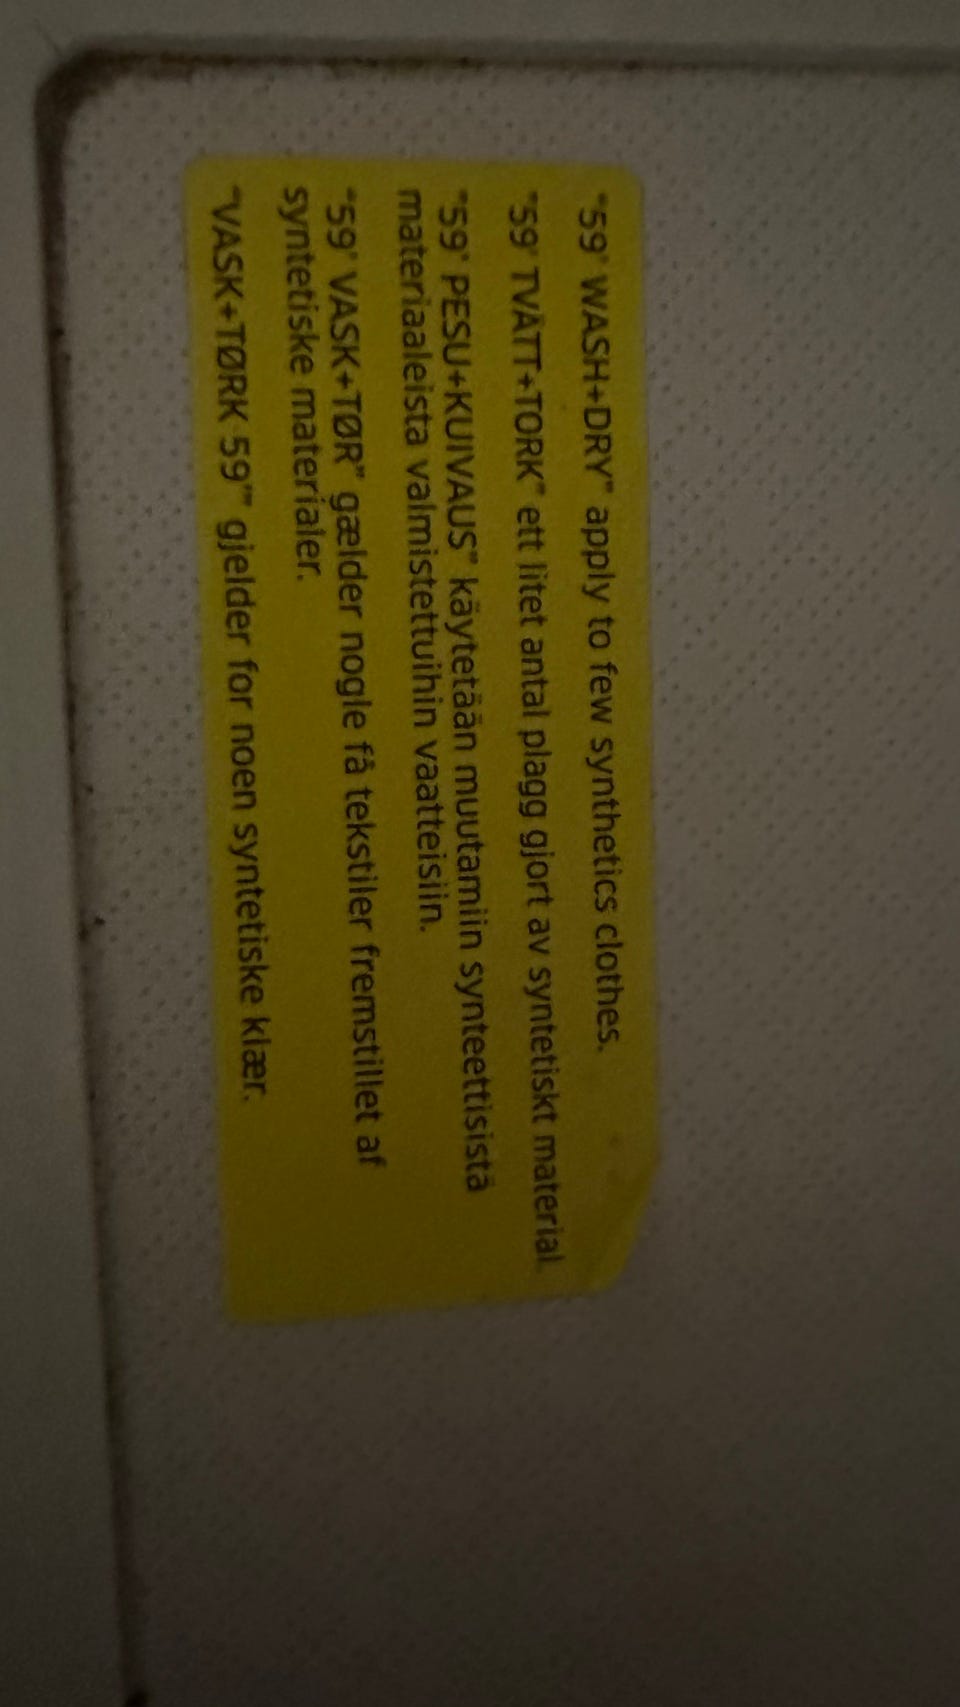 "59' WASH+DRY" apply to few synthetics clothes.
"59' TVÄTT+TORK" ett litet antal plagg gjort av syntetiskt material
"59' PESU+KUIVAUS" käytetään muutamiin synteettisistä
materiaaleista valmistettuihin vaatteisiin.
"59' VASK+TØR" gælder nogle få tekstiler fremstillet af
syntetiske materialer.
"VASK+TØRK 59'" gjelder for noen syntetiske klær.